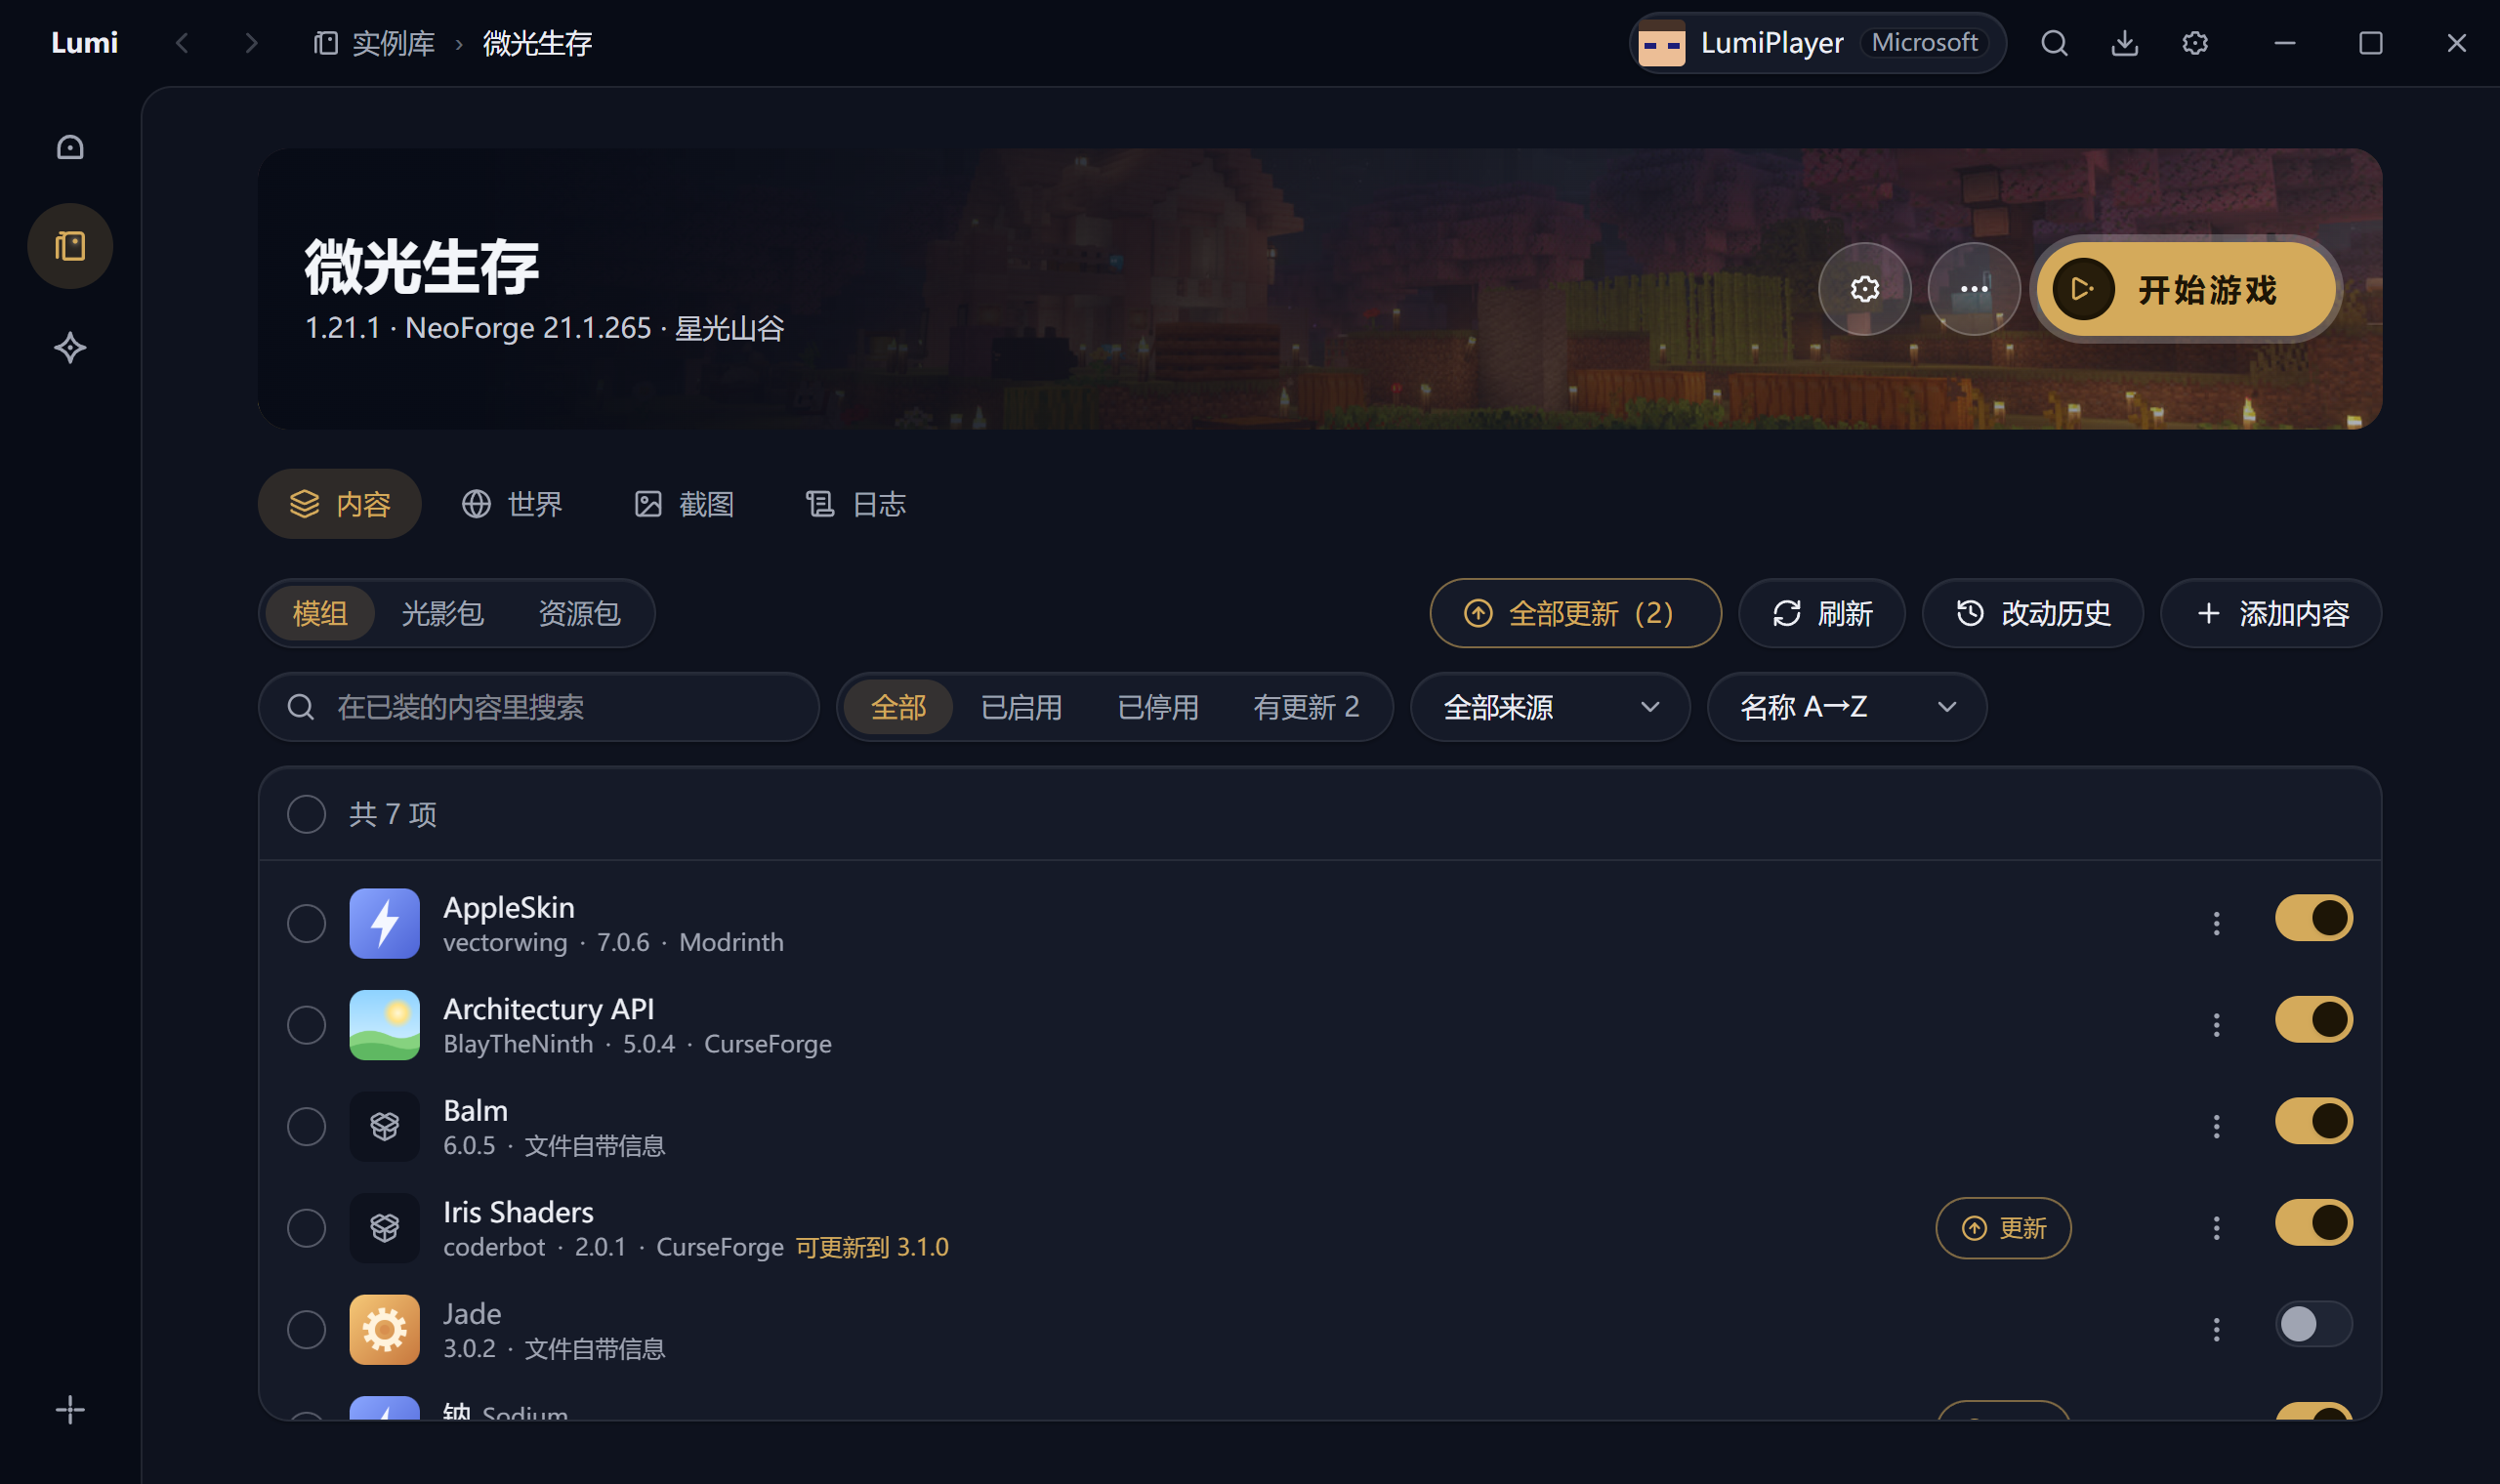 Lumi
实例库 › 微光生存
LumiPlayer Microsoft
微光生存
1.21.1 · NeoForge 21.1.265 · 星光山谷
开始游戏
内容 世界 截图 日志
模组 光影包 资源包
全部更新（2） 刷新 改动历史 添加内容
在已装的内容里搜索
全部 已启用 已停用 有更新 2
全部来源
名称 A→Z
共 7 项
AppleSkin
vectorwing · 7.0.6 · Modrinth
Architectury API
BlayTheNinth · 5.0.4 · CurseForge
Balm
6.0.5 · 文件自带信息
Iris Shaders
coderbot · 2.0.1 · CurseForge 可更新到 3.1.0
更新
Jade
3.0.2 · 文件自带信息
钠 Sodium